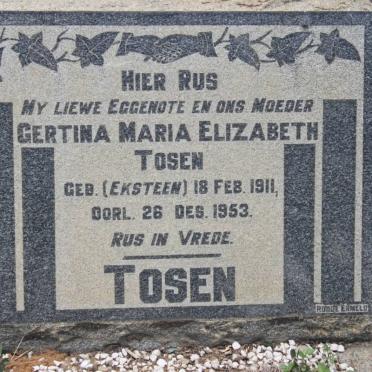 HIER RUS
MY LIEWE EGGENOTE EN ONS MOEDER
GERTINA MARIA ELIZABETH
TOSEN
GEB. (EKSTEEN) 18 FEB. 1911,
OORL. 26 DES. 1953.
RUS IN VREDE.
TOSEN
ERMELO